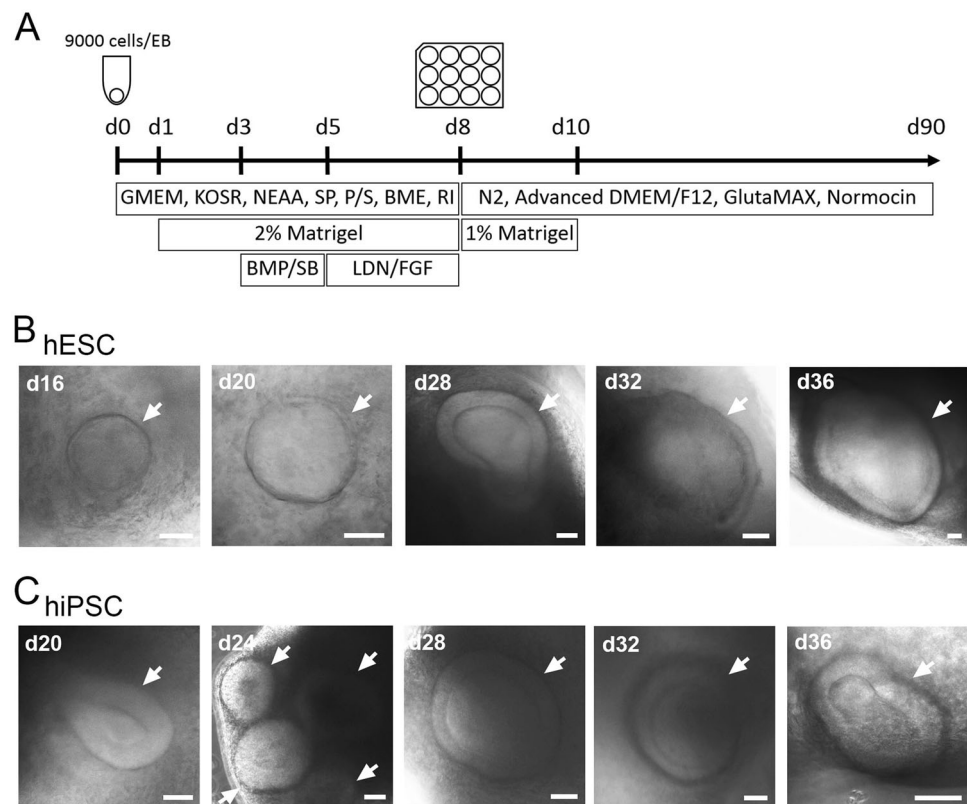 A
9000 cells/EB
d0 d1 d3 d5 d8 d10 d90
GMEM, KOSR, NEAA, SP, P/S, BME, RI N2, Advanced DMEM/F12, GlutaMAX, Normocin
2% Matrigel 1% Matrigel
BMP/SB LDN/FGF
B hESC
d16 d20 d28 d32 d36
C hiPSC
d20 d24 d28 d32 d36